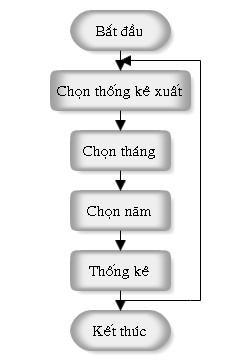 Bắt đầu
Chọn thống kê xuất
Chọn tháng
Chọn năm
Thống kê
Kết thúc